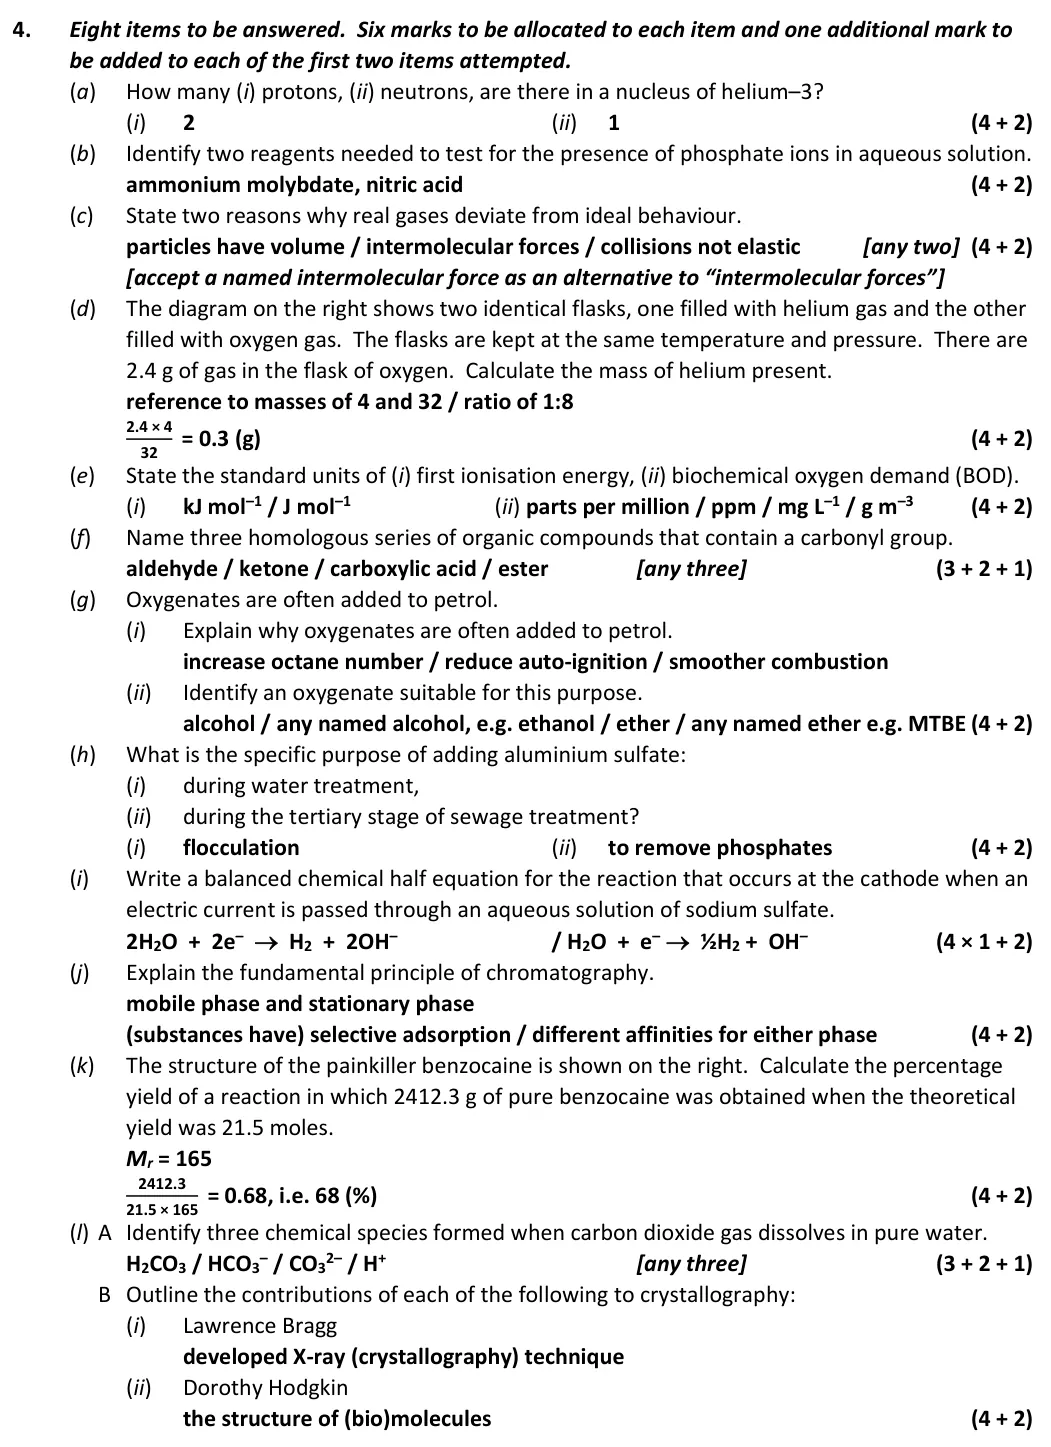 4. Eight items to be answered. Six marks to be allocated to each item and one additional mark to
be added to each of the first two items attempted.
(a) How many (i) protons, (ii) neutrons, are there in a nucleus of helium–3?
(i) 2 (ii) 1 (4 + 2)
(b) Identify two reagents needed to test for the presence of phosphate ions in aqueous solution.
ammonium molybdate, nitric acid (4 + 2)
(c) State two reasons why real gases deviate from ideal behaviour.
particles have volume / intermolecular forces / collisions not elastic [any two] (4 + 2)
[accept a named intermolecular force as an alternative to “intermolecular forces”]
(d) The diagram on the right shows two identical flasks, one filled with helium gas and the other
filled with oxygen gas. The flasks are kept at the same temperature and pressure. There are
2.4 g of gas in the flask of oxygen. Calculate the mass of helium present.
reference to masses of 4 and 32 / ratio of 1:8
2.4 × 4
32
= 0.3 (g) (4 + 2)
(e) State the standard units of (i) first ionisation energy, (ii) biochemical oxygen demand (BOD).
(i) kJ mol⁻¹ / J mol⁻¹ (ii) parts per million / ppm / mg L⁻¹ / g m⁻³ (4 + 2)
(f) Name three homologous series of organic compounds that contain a carbonyl group.
aldehyde / ketone / carboxylic acid / ester [any three] (3 + 2 + 1)
(g) Oxygenates are often added to petrol.
(i) Explain why oxygenates are often added to petrol.
increase octane number / reduce auto-ignition / smoother combustion
(ii) Identify an oxygenate suitable for this purpose.
alcohol / any named alcohol, e.g. ethanol / ether / any named ether e.g. MTBE (4 + 2)
(h) What is the specific purpose of adding aluminium sulfate:
(i) during water treatment,
(ii) during the tertiary stage of sewage treatment?
(i) flocculation (ii) to remove phosphates (4 + 2)
(i) Write a balanced chemical half equation for the reaction that occurs at the cathode when an
electric current is passed through an aqueous solution of sodium sulfate.
2H₂O + 2e⁻ → H₂ + 2OH⁻ / H₂O + e⁻ → ½H₂ + OH⁻ (4 × 1 + 2)
(j) Explain the fundamental principle of chromatography.
mobile phase and stationary phase
(substances have) selective adsorption / different affinities for either phase (4 + 2)
(k) The structure of the painkiller benzocaine is shown on the right. Calculate the percentage
yield of a reaction in which 2412.3 g of pure benzocaine was obtained when the theoretical
yield was 21.5 moles.
Mᵣ = 165
2412.3
21.5 × 165
= 0.68, i.e. 68 (%) (4 + 2)
(l) A Identify three chemical species formed when carbon dioxide gas dissolves in pure water.
H₂CO₃ / HCO₃⁻ / CO₃²⁻ / H⁺ [any three] (3 + 2 + 1)
B Outline the contributions of each of the following to crystallography:
(i) Lawrence Bragg
developed X-ray (crystallography) technique
(ii) Dorothy Hodgkin
the structure of (bio)molecules (4 + 2)